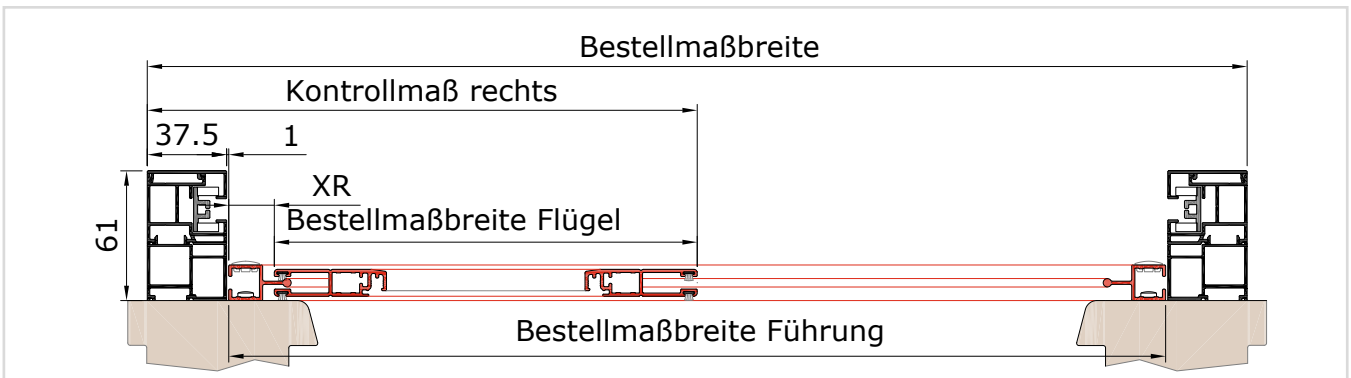 Bestellmaßbreite
Kontrollmaß rechts
37.5 1
XR
Bestellmaßbreite Flügel
61
Bestellmaßbreite Führung